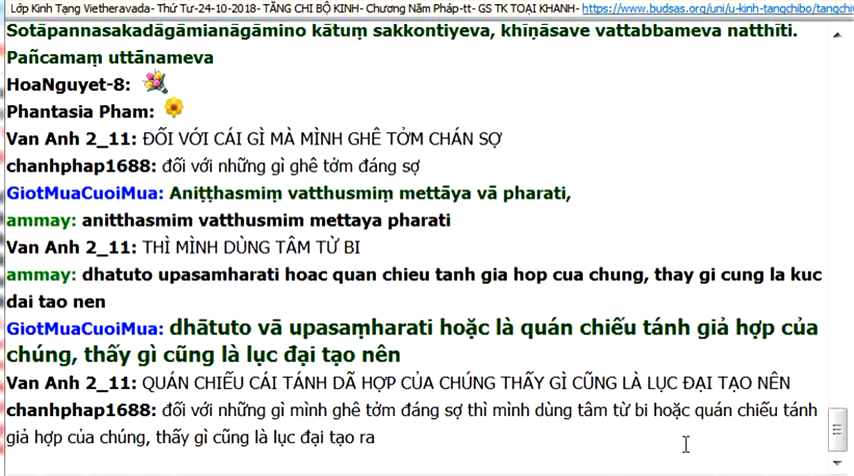 Lớp Kinh Tạng Vietheravada- Thứ Tư-24-10-2018- TĂNG CHI BỘ KINH- Chương Năm Pháp-tt- GS TK TOẠI KHANH- https://www.budsas.org/uni/u-kinh-tangchibo/tangchi
Sotāpannasakadāgāmianāgāmino kātuṃ sakkontiyeva, khīṇāsave vattabbameva natthīti.
Pañcamaṃ uttānameva
HoaNguyet-8:
Phantasia Pham:
Van Anh 2_11: ĐỐI VỚI CÁI GÌ MÀ MÌNH GHÊ TỞM CHÁN SỢ
chanhphap1688: đối với những gì ghê tởm đáng sợ
GiotMuaCuoiMua: Aniṭṭhasmiṃ vatthusmiṃ mettāya vā pharati,
ammay: anitthasmim vatthusmim mettaya pharati
Van Anh 2_11: THÌ MÌNH DÙNG TÂM TỪ BI
ammay: dhatuto upasamharati hoac quan chieu tanh gia hop cua chung, thay gi cung la kuc
dai tao nen
GiotMuaCuoiMua: dhātuto vā upasaṃharati hoặc là quán chiếu tánh giả hợp của
chúng, thấy gì cũng là lục đại tạo nên
Van Anh 2_11: QUÁN CHIẾU CÁI TÁNH DÃ HỢP CỦA CHÚNG THẤY GÌ CŨNG LÀ LỤC ĐẠI TẠO NÊN
chanhphap1688: đối với những gì mình ghê tởm đáng sợ thì mình dùng tâm từ bi hoặc quán chiếu tánh
giả hợp của chúng, thấy gì cũng là lục đại tạo ra